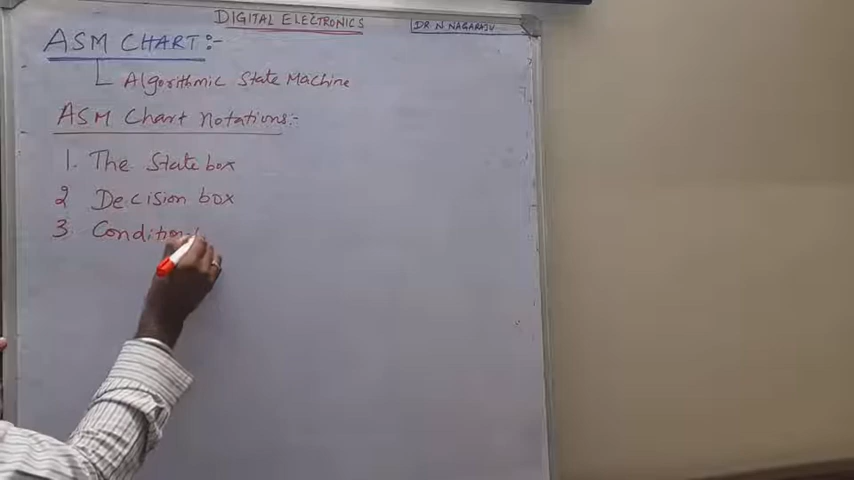 DIGITAL ELECTRONICS
DR N NAGARAJU
ASM CHART:-
Algorithmic State Machine
ASM Chart Notations:-
1. The State box
2 Decision box
3. Conditional